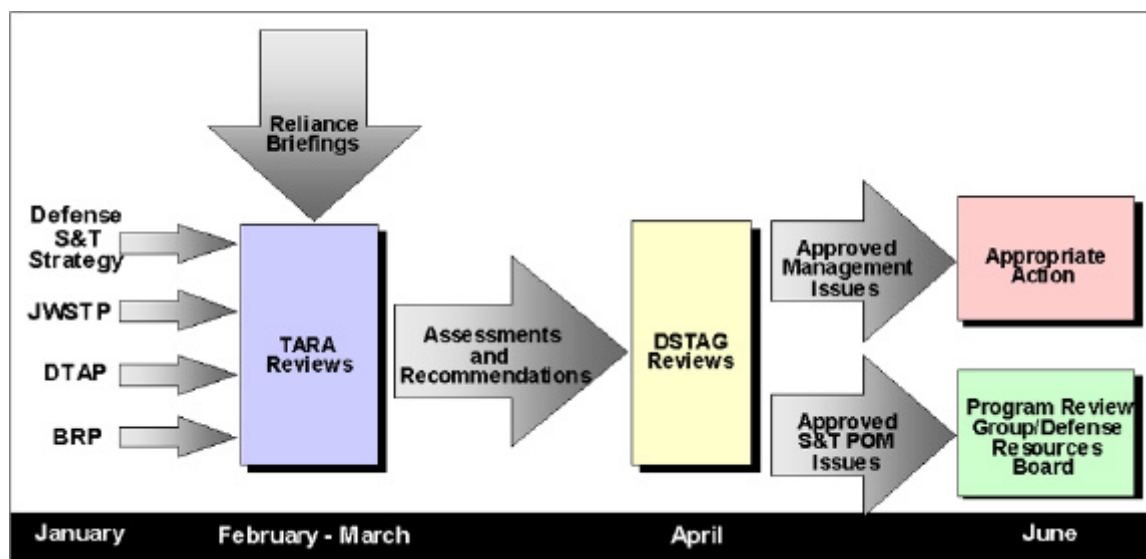 Reliance
Briefings
Defense
S&T
Strategy
JWSTP
DTAP
BRP
TARA
Reviews
Assessments
and
Recommendations
DSTAG
Reviews
Approved
Management
Issues
Appropriate
Action
Approved
S&T POM
Issues
Program Review
Group/Defense
Resources
Board
January
February - March
April
June